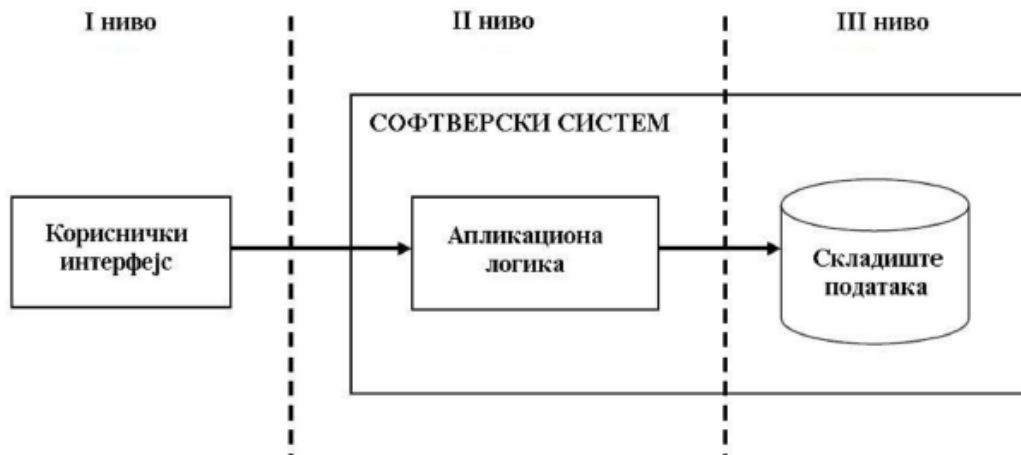 I ниво
II ниво
III ниво
СОФТВЕРСКИ СИСТЕМ
Кориснички
интерфејс
Апликациона
логика
Складиште
података